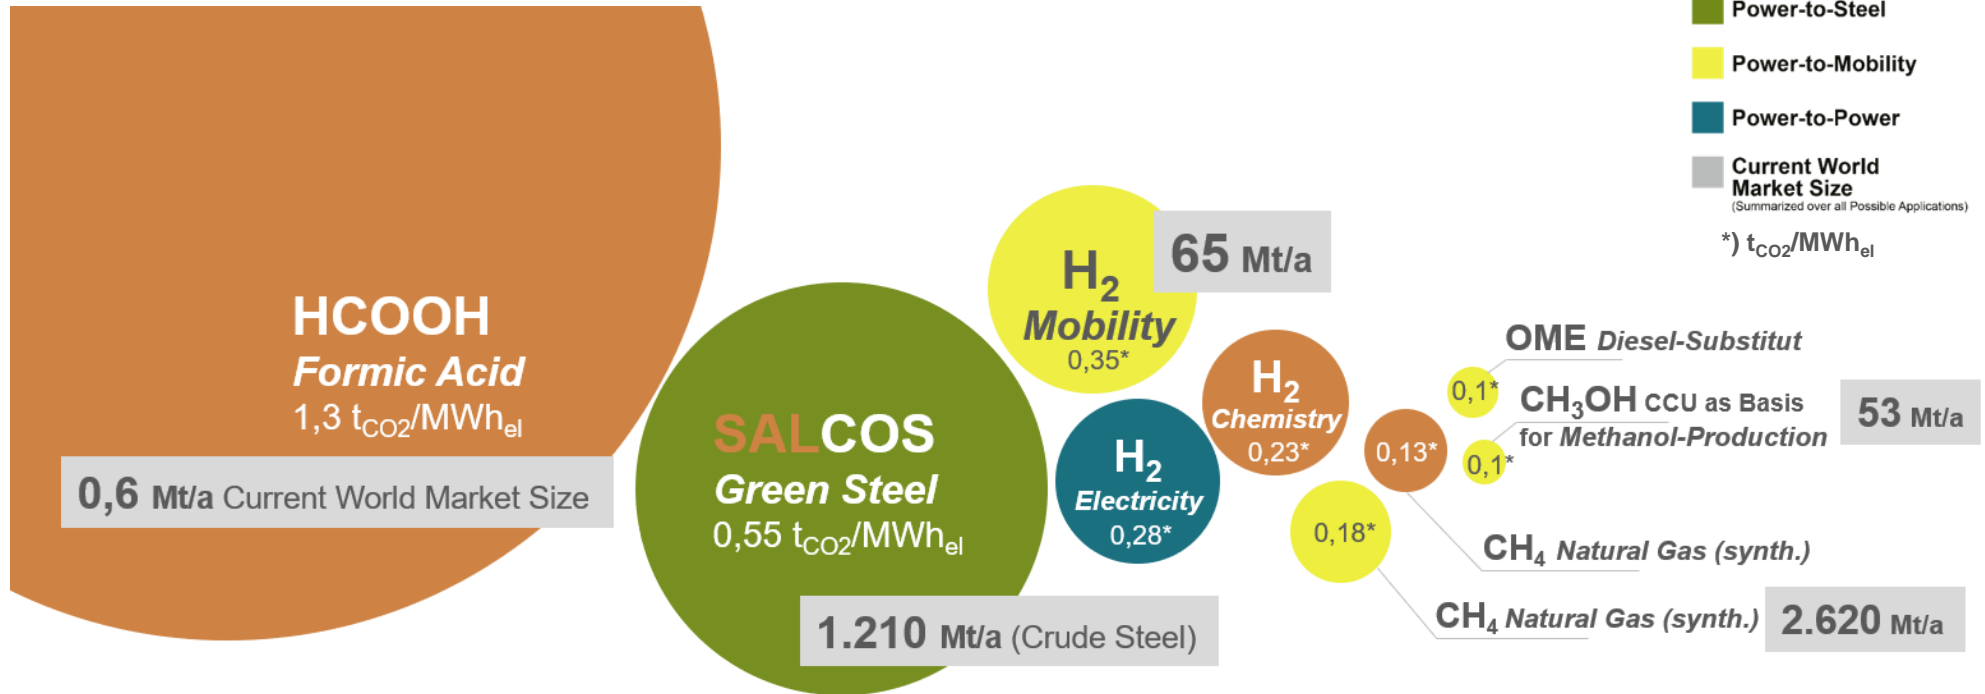 Power-to-Steel
Power-to-Mobility
Power-to-Power
Current World
Market Size
(Summarized over all Possible Applications)
*) tCO2/MWhel
HCOOH
Formic Acid
1,3 tCO2/MWhel
0,6 Mt/a Current World Market Size
SALCOS
Green Steel
0,55 tCO2/MWhel
1.210 Mt/a (Crude Steel)
H2
Mobility
0,35*
65 Mt/a
H2
Electricity
0,28*
H2
Chemistry
0,23*
0,18*
0,13*
0,1*
0,1*
OME Diesel-Substitut
CH3OH CCU as Basis
for Methanol-Production
53 Mt/a
CH4 Natural Gas (synth.)
CH4 Natural Gas (synth.)
2.620 Mt/a